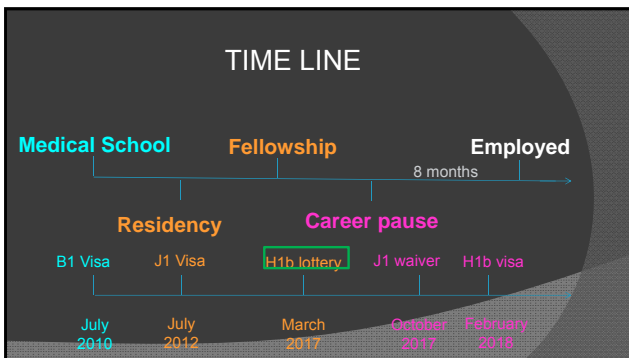 TIME LINE
Medical School Fellowship Employed
8 months
Residency Career pause
B1 Visa J1 Visa H1b lottery J1 waiver H1b visa
July July March October February
2010 2012 2017 2017 2018